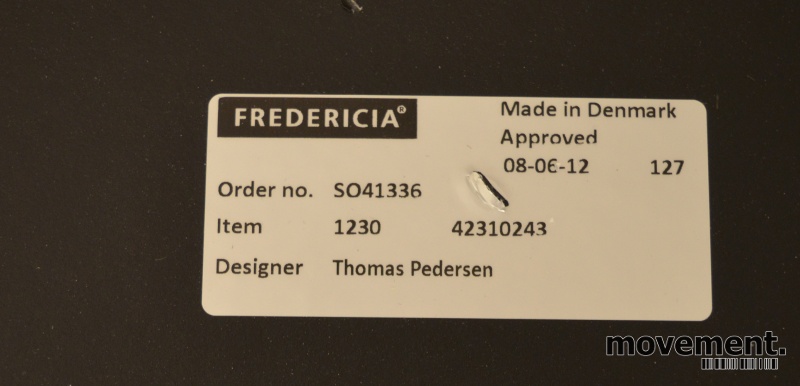 FREDERICIA®
Made in Denmark
Approved
08-06-12 127
Order no. SO41336
Item 1230 42310243
Designer Thomas Pedersen
movement.